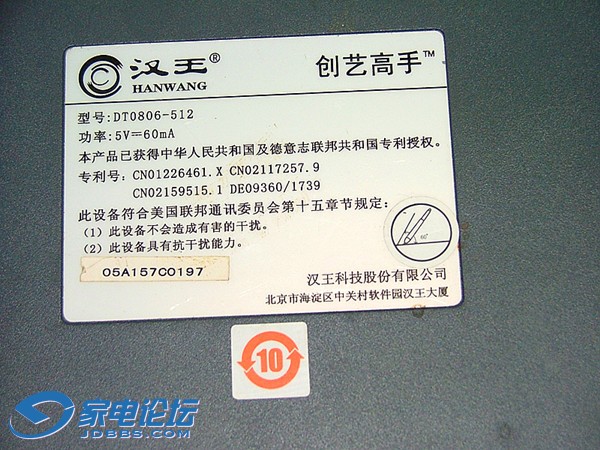 汉王®
HANWANG
创艺高手™
型号:DT0806-512
功率:5V⎓60mA
本产品已获得中华人民共和国及德意志联邦共和国专利授权。
专利号: CN01226461.X CN02117257.9
CN02159515.1 DE09360/1739
此设备符合美国联邦通讯委员会第十五章节规定:
(1) 此设备不会造成有害的干扰。
(2) 此设备具有抗干扰能力。
05A157C0197
汉王科技股份有限公司
北京市海淀区中关村软件园汉王大厦
10
家电论坛
JDBBS.COM